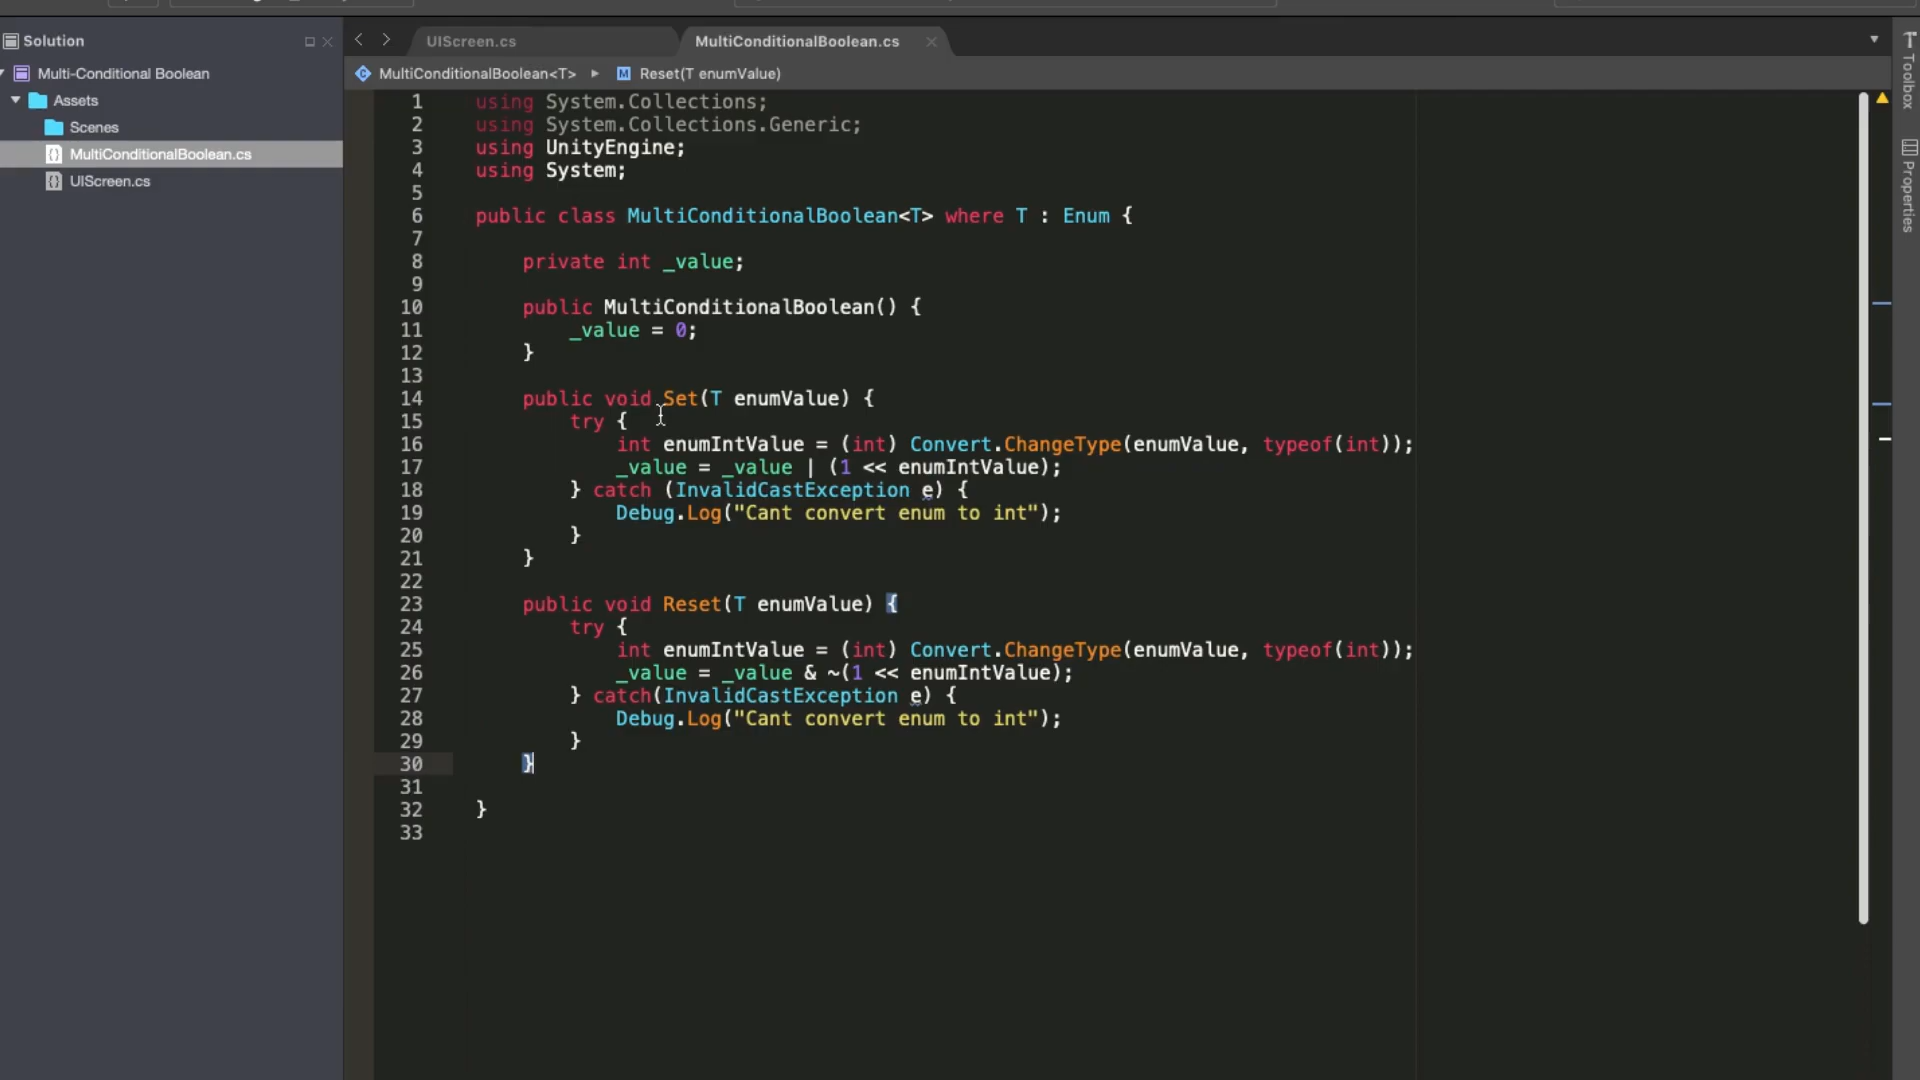 Solution
Multi-Conditional Boolean
Assets
Scenes
MultiConditionalBoolean.cs
UIScreen.cs
UIScreen.cs
MultiConditionalBoolean.cs
MultiConditionalBoolean<T>
Reset(T enumValue)
1 using System.Collections;
2 using System.Collections.Generic;
3 using UnityEngine;
4 using System;
5
6 public class MultiConditionalBoolean<T> where T : Enum {
7
8 private int _value;
9
10 public MultiConditionalBoolean() {
11 _value = 0;
12 }
13
14 public void Set(T enumValue) {
15 try {
16 int enumIntValue = (int) Convert.ChangeType(enumValue, typeof(int));
17 _value = _value | (1 << enumIntValue);
18 } catch (InvalidCastException e) {
19 Debug.Log("Cant convert enum to int");
20 }
21 }
22
23 public void Reset(T enumValue) {
24 try {
25 int enumIntValue = (int) Convert.ChangeType(enumValue, typeof(int));
26 _value = _value & ~(1 << enumIntValue);
27 } catch(InvalidCastException e) {
28 Debug.Log("Cant convert enum to int");
29 }
30 }
31
32 }
33
Toolbox
Properties